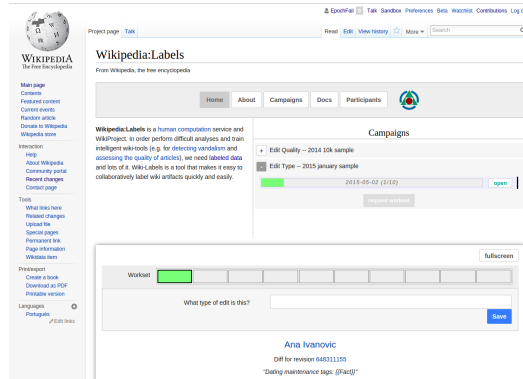 EpochFail Talk Sandbox Preferences Beta Watchlist Contributions Log o
Project page Talk Read Edit View history More Search
WIKIPEDIA
The Free Encyclopedia
Main page
Contents
Featured content
Current events
Random article
Donate to Wikipedia
Wikipedia store
Interaction
Help
About Wikipedia
Community portal
Recent changes
Contact page
Tools
What links here
Related changes
Upload file
Special pages
Permanent link
Page information
Wikidata item
Print/export
Create a book
Download as PDF
Printable version
Languages
Português
Edit links
Wikipedia:Labels
From Wikipedia, the free encyclopedia
Home About Campaigns Docs Participants
Wikipedia:Labels is a human computation service and
WikiProject. In order perform difficult analyses and train
intelligent wiki-tools (e.g. for detecting vandalism and
assessing the quality of articles), we need labeled data
and lots of it. Wiki-Labels is a tool that makes it easy to
collaboratively label wiki artifacts quickly and easily.
Campaigns
+ Edit Quality -- 2014 10k sample
- Edit Type -- 2015 january sample
2015-05-02 (1/10) open
request workset
fullscreen
Workset
What type of edit is this?
Save
Ana Ivanovic
Diff for revision 648311155
"Dating maintenance tags: {{Fact}}"